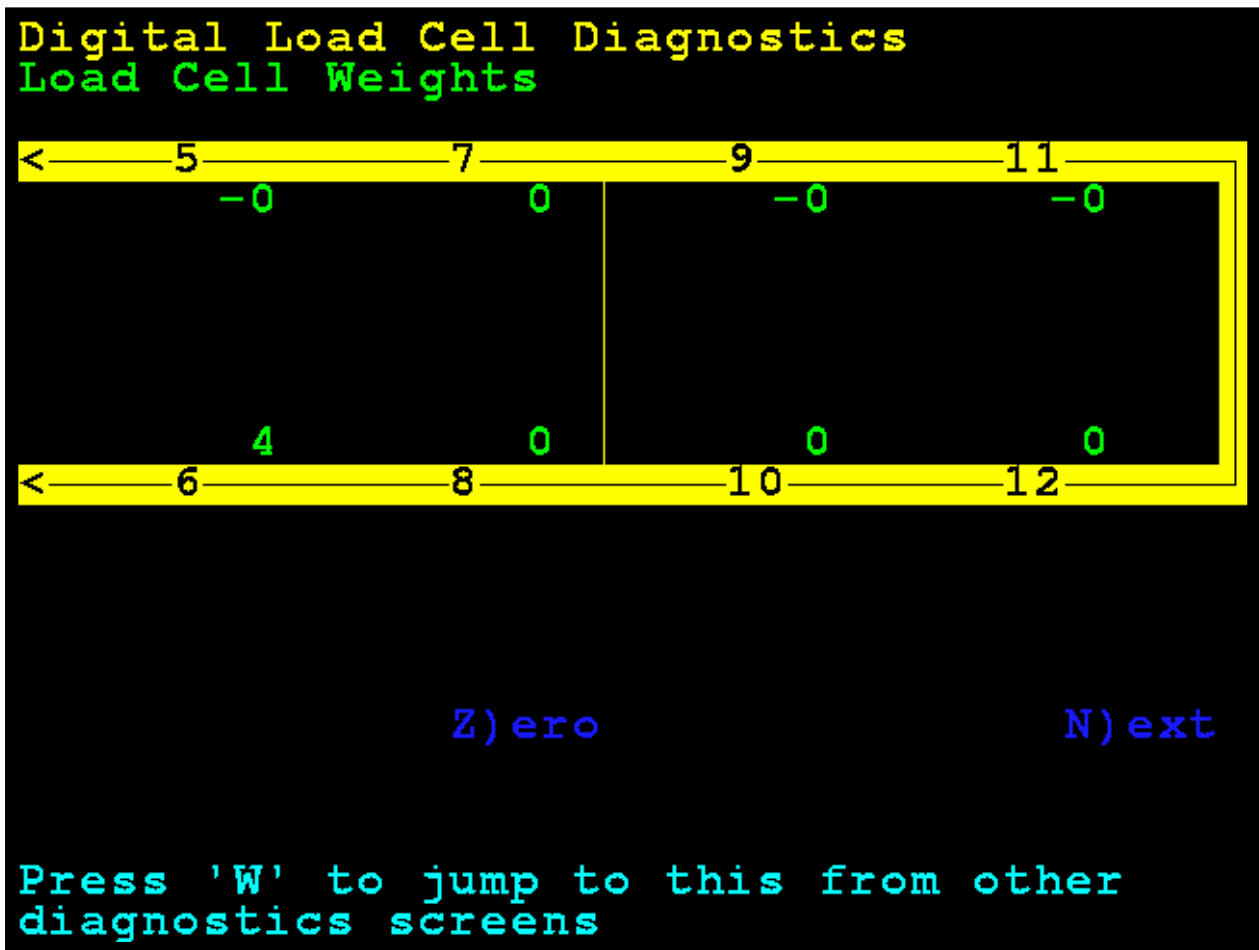 Digital Load Cell Diagnostics
Load Cell Weights
< 5 7 9 11
-0 0 -0 -0
4 0 0 0
< 6 8 10 12
Z)ero N)ext
Press 'W' to jump to this from other
diagnostics screens